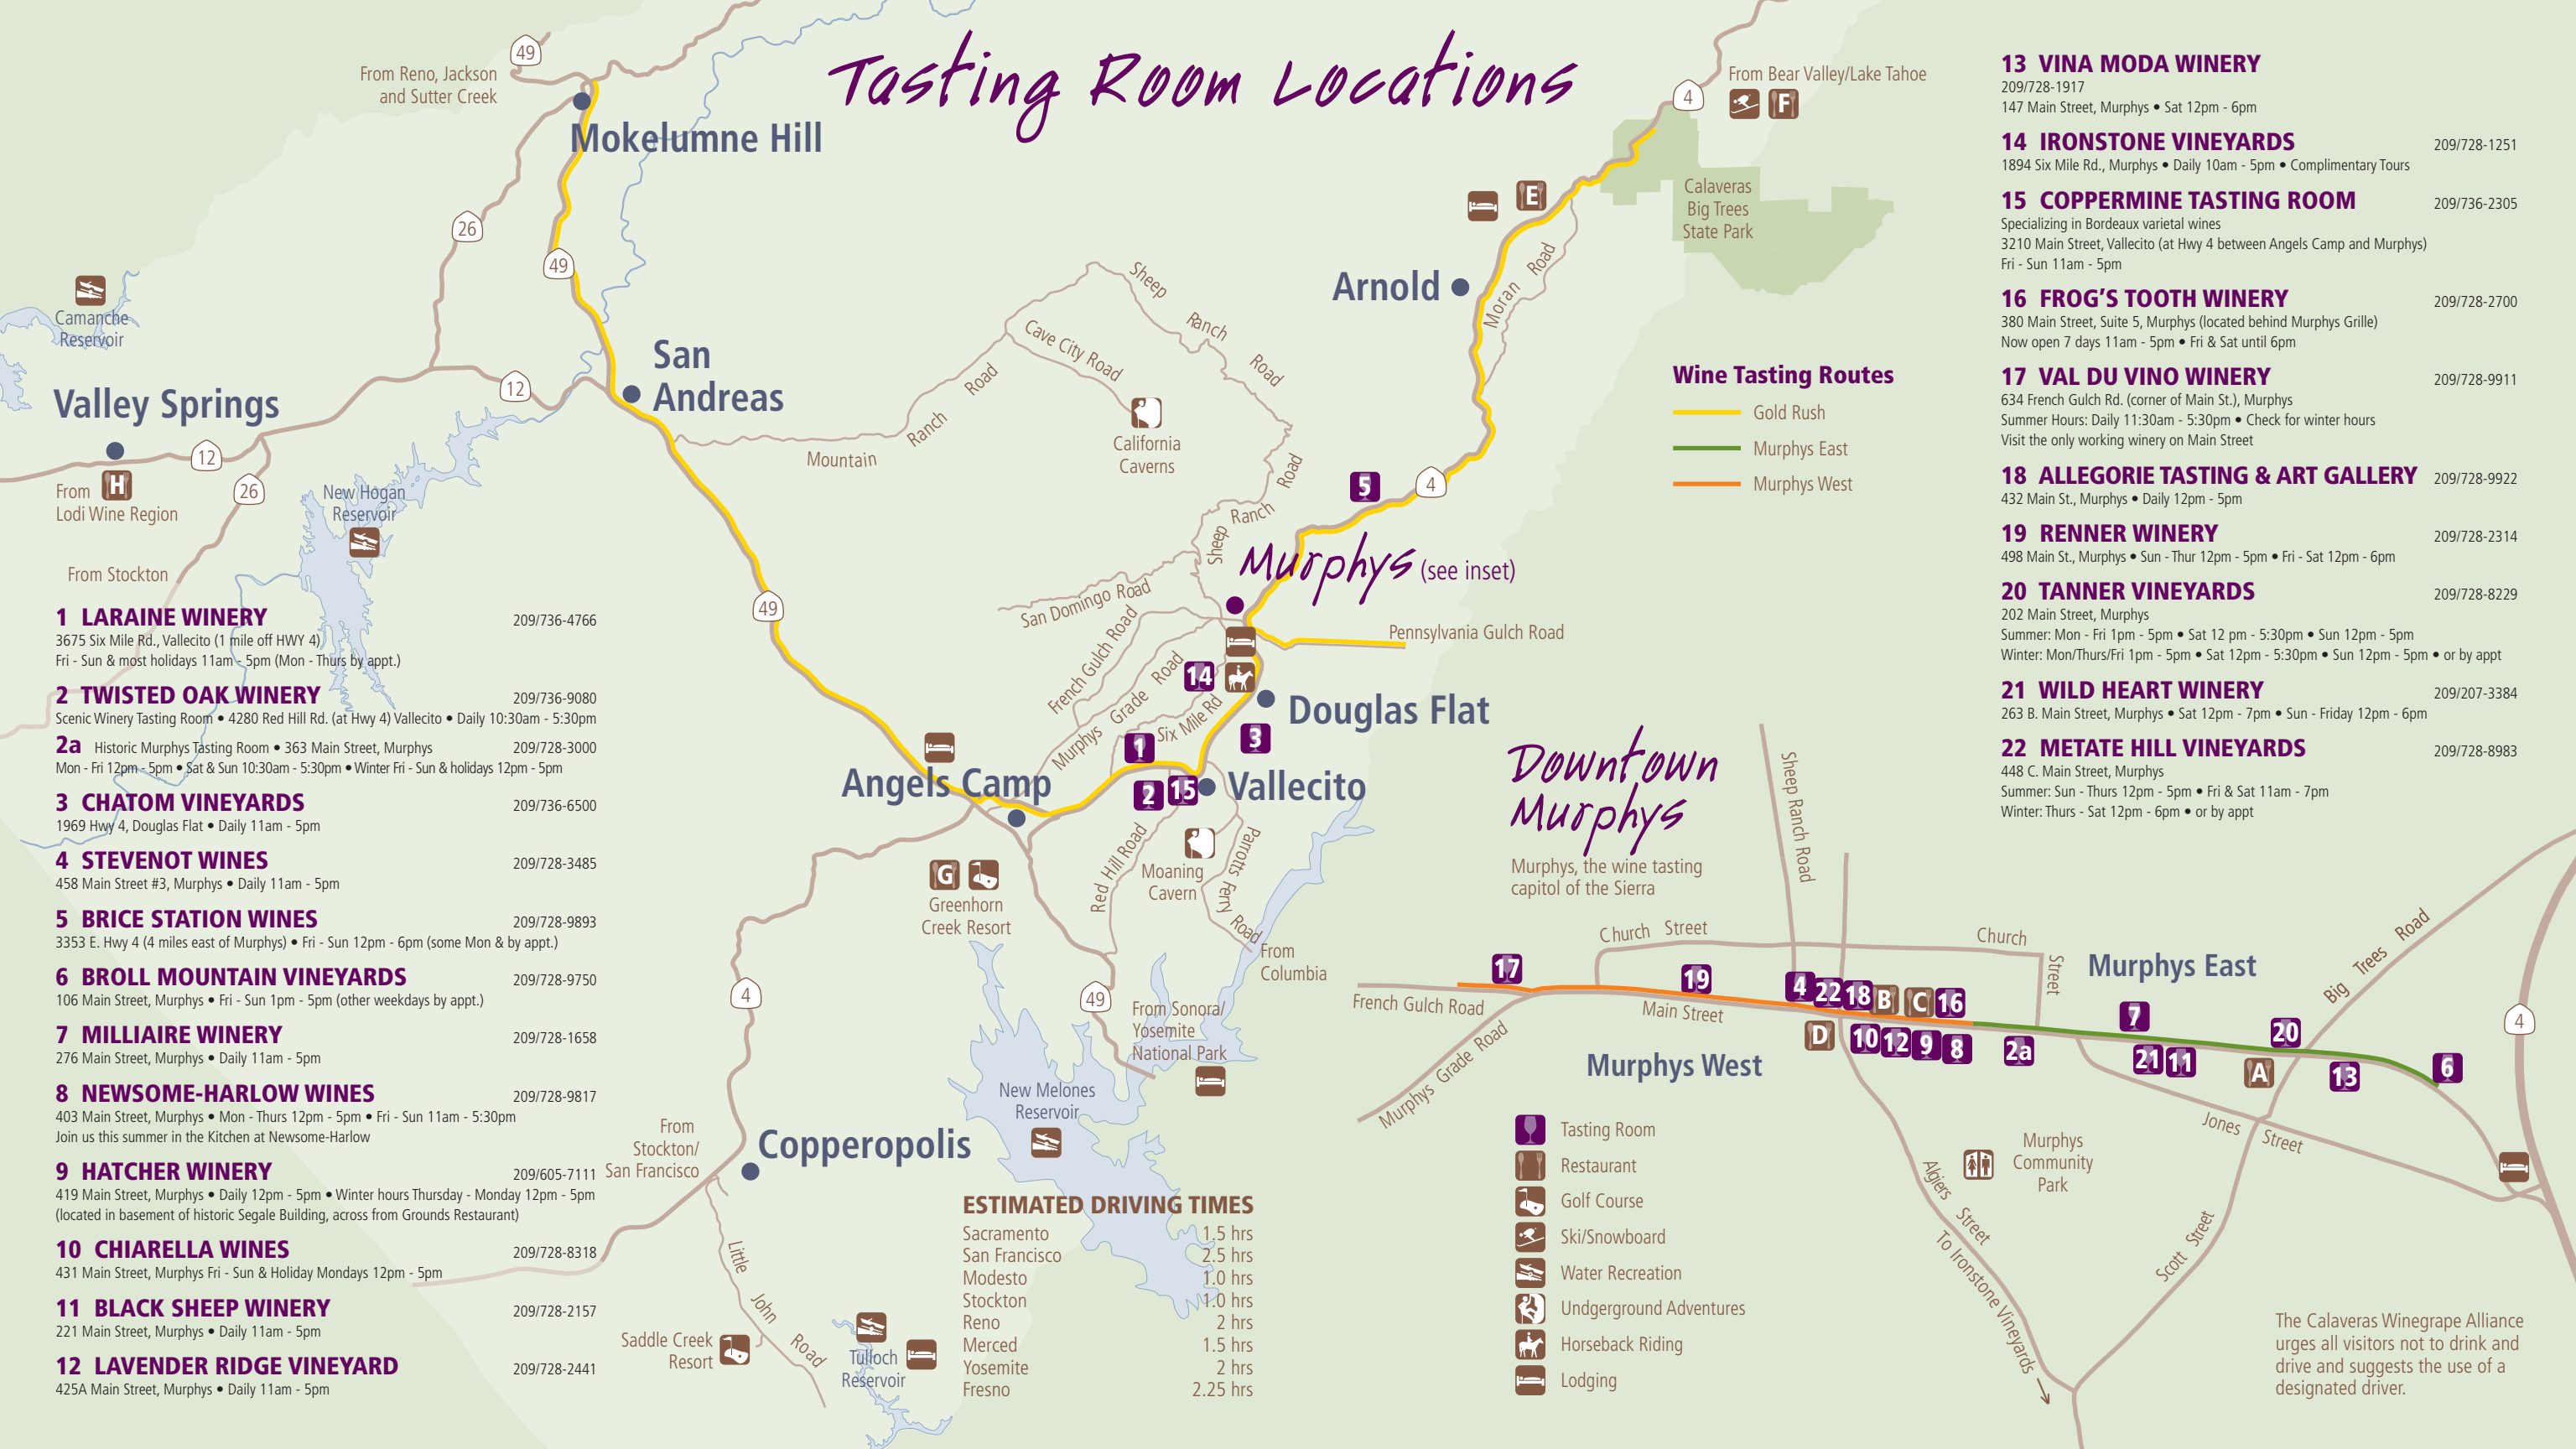 Tasting Room Locations
49
From Reno, Jackson
and Sutter Creek
Mokelumne Hill
26
49
Camanche
Reservoir
Valley Springs
12
12
26
H
From
Lodi Wine Region
New Hogan
Reservoir
From Stockton
San
Andreas
Mountain Ranch Road
Cave City Road
Sheep Ranch Road
California
Caverns
Sheep Ranch Road
San Domingo Road
French Gulch Road
Murphys Grade Road
Six Mile Rd
49
Murphys (see inset)
Pennsylvania Gulch Road
5
4
Arnold
E
Moran Road
4
From Bear Valley/Lake Tahoe
F
Calaveras
Big Trees
State Park
Wine Tasting Routes
Gold Rush
Murphys East
Murphys West
14
Douglas Flat
3
1
2
15
Vallecito
Angels Camp
Red Hill Road
Moaning
Cavern
Parrotts Ferry Road
From
Columbia
G
Greenhorn
Creek Resort
4
49
From Sonora/
Yosemite
National Park
New Melones
Reservoir
Copperopolis
From
Stockton/
San Francisco
Little John Road
Saddle Creek
Resort
Tulloch
Reservoir
ESTIMATED DRIVING TIMES
Sacramento 1.5 hrs
San Francisco 2.5 hrs
Modesto 1.0 hrs
Stockton 1.0 hrs
Reno 2 hrs
Merced 1.5 hrs
Yosemite 2 hrs
Fresno 2.25 hrs
1 LARAINE WINERY 209/736-4766
3675 Six Mile Rd., Vallecito (1 mile off HWY 4)
Fri - Sun & most holidays 11am - 5pm (Mon - Thurs by appt.)
2 TWISTED OAK WINERY 209/736-9080
Scenic Winery Tasting Room • 4280 Red Hill Rd. (at Hwy 4) Vallecito • Daily 10:30am - 5:30pm
2a Historic Murphys Tasting Room • 363 Main Street, Murphys 209/728-3000
Mon - Fri 12pm - 5pm • Sat & Sun 10:30am - 5:30pm • Winter Fri - Sun & holidays 12pm - 5pm
3 CHATOM VINEYARDS 209/736-6500
1969 Hwy 4, Douglas Flat • Daily 11am - 5pm
4 STEVENOT WINES 209/728-3485
458 Main Street #3, Murphys • Daily 11am - 5pm
5 BRICE STATION WINES 209/728-9893
3353 E. Hwy 4 (4 miles east of Murphys) • Fri - Sun 12pm - 6pm (some Mon & by appt.)
6 BROLL MOUNTAIN VINEYARDS 209/728-9750
106 Main Street, Murphys • Fri - Sun 1pm - 5pm (other weekdays by appt.)
7 MILLIAIRE WINERY 209/728-1658
276 Main Street, Murphys • Daily 11am - 5pm
8 NEWSOME-HARLOW WINES 209/728-9817
403 Main Street, Murphys • Mon - Thurs 12pm - 5pm • Fri - Sun 11am - 5:30pm
Join us this summer in the Kitchen at Newsome-Harlow
9 HATCHER WINERY 209/605-7111
419 Main Street, Murphys • Daily 12pm - 5pm • Winter hours Thursday - Monday 12pm - 5pm
(located in basement of historic Segale Building, across from Grounds Restaurant)
10 CHIARELLA WINES 209/728-8318
431 Main Street, Murphys Fri - Sun & Holiday Mondays 12pm - 5pm
11 BLACK SHEEP WINERY 209/728-2157
221 Main Street, Murphys • Daily 11am - 5pm
12 LAVENDER RIDGE VINEYARD 209/728-2441
425A Main Street, Murphys • Daily 11am - 5pm
13 VINA MODA WINERY
209/728-1917
147 Main Street, Murphys • Sat 12pm - 6pm
14 IRONSTONE VINEYARDS 209/728-1251
1894 Six Mile Rd., Murphys • Daily 10am - 5pm • Complimentary Tours
15 COPPERMINE TASTING ROOM 209/736-2305
Specializing in Bordeaux varietal wines
3210 Main Street, Vallecito (at Hwy 4 between Angels Camp and Murphys)
Fri - Sun 11am - 5pm
16 FROG'S TOOTH WINERY 209/728-2700
380 Main Street, Suite 5, Murphys (located behind Murphys Grille)
Now open 7 days 11am - 5pm • Fri & Sat until 6pm
17 VAL DU VINO WINERY 209/728-9911
634 French Gulch Rd. (corner of Main St.), Murphys
Summer Hours: Daily 11:30am - 5:30pm • Check for winter hours
Visit the only working winery on Main Street
18 ALLEGORIE TASTING & ART GALLERY 209/728-9922
432 Main St., Murphys • Daily 12pm - 5pm
19 RENNER WINERY 209/728-2314
498 Main St., Murphys • Sun - Thur 12pm - 5pm • Fri - Sat 12pm - 6pm
20 TANNER VINEYARDS 209/728-8229
202 Main Street, Murphys
Summer: Mon - Fri 1pm - 5pm • Sat 12 pm - 5:30pm • Sun 12pm - 5pm
Winter: Mon/Thurs/Fri 1pm - 5pm • Sat 12pm - 5:30pm • Sun 12pm - 5pm • or by appt
21 WILD HEART WINERY 209/207-3384
263 B. Main Street, Murphys • Sat 12pm - 7pm • Sun - Friday 12pm - 6pm
22 METATE HILL VINEYARDS 209/728-8983
448 C. Main Street, Murphys
Summer: Sun - Thurs 12pm - 5pm • Fri & Sat 11am - 7pm
Winter: Thurs - Sat 12pm - 6pm • or by appt
Downtown
Murphys
Murphys, the wine tasting
capitol of the Sierra
Sheep Ranch Road
Church Street
Church Street
Murphys East
Big Trees Road
4
17
19
4
22
18
B
C
16
7
20
French Gulch Road
Main Street
D
10
12
9
8
2a
21
11
A
13
6
Murphys Grade Road
Murphys West
Jones Street
Murphys
Community
Park
Algiers Street
To Ironstone Vineyards
Scott Street
Tasting Room
Restaurant
Golf Course
Ski/Snowboard
Water Recreation
Undgerground Adventures
Horseback Riding
Lodging
The Calaveras Winegrape Alliance
urges all visitors not to drink and
drive and suggests the use of a
designated driver.